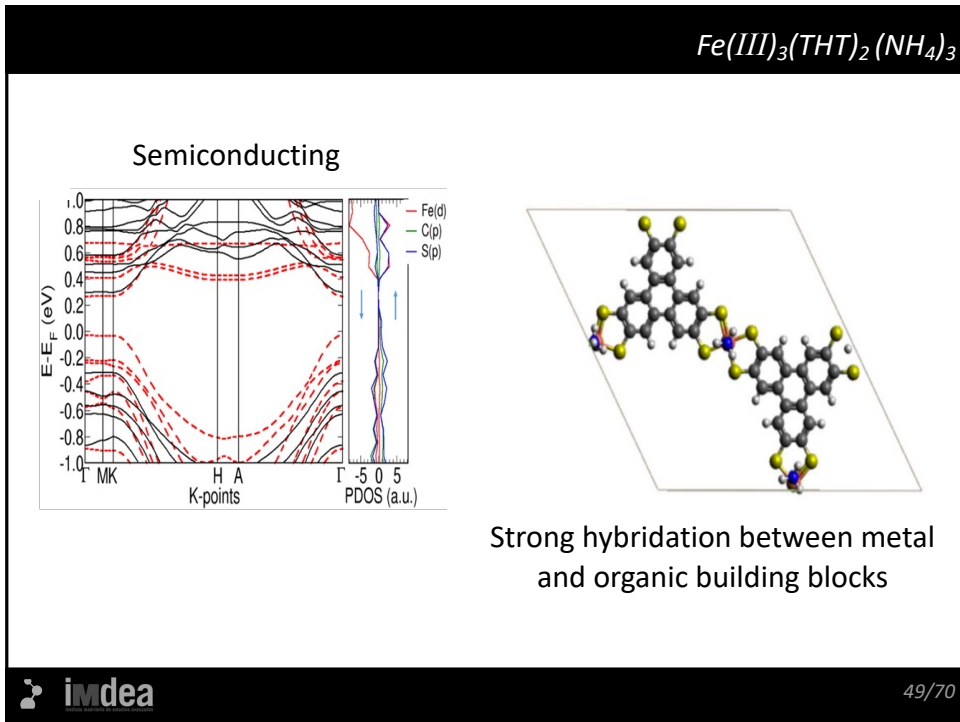 Fe(III)₃(THT)₂ (NH₄)₃
Semiconducting
1.0
0.8
0.6
0.4
0.2
0.0
-0.2
-0.4
-0.6
-0.8
-1.0
E-E_F (eV)
Γ MK H A Γ
K-points
Fe(d)
C(p)
S(p)
-5 0 5
PDOS (a.u.)
Strong hybridation between metal
and organic building blocks
imdea
49/70